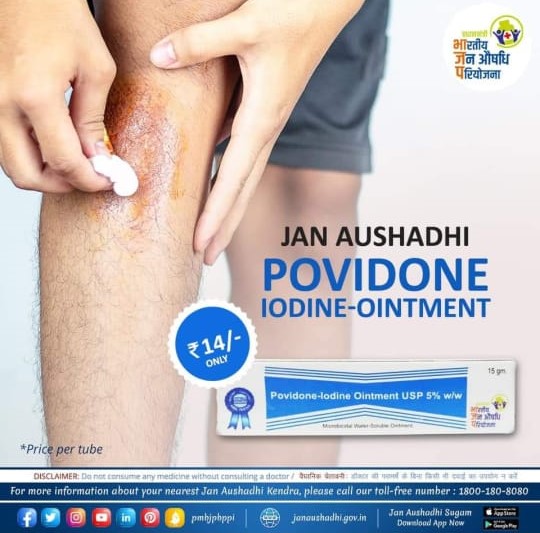 प्रधानमंत्री
भारतीय
जन औषधि
परियोजना
JAN AUSHADHI
POVIDONE
IODINE-OINTMENT
₹14/-
ONLY
15 gm.
Povidone-Iodine Ointment USP 5% w/w
Microbicidal Water-Soluble Ointment
भारतीय
जन औषधि
परियोजना
*Price per tube
DISCLAIMER: Do not consume any medicine without consulting a doctor / वैधानिक चेतावनी: डॉक्टर की परामर्श के बिना किसी भी दवाई का उपयोग न करें
For more information about your nearest Jan Aushadhi Kendra, please call our toll-free number : 1800-180-8080
pmbjphppi
janaushadhi.gov.in
Jan Aushadhi Sugam
Download App Now
App Store
Google Play